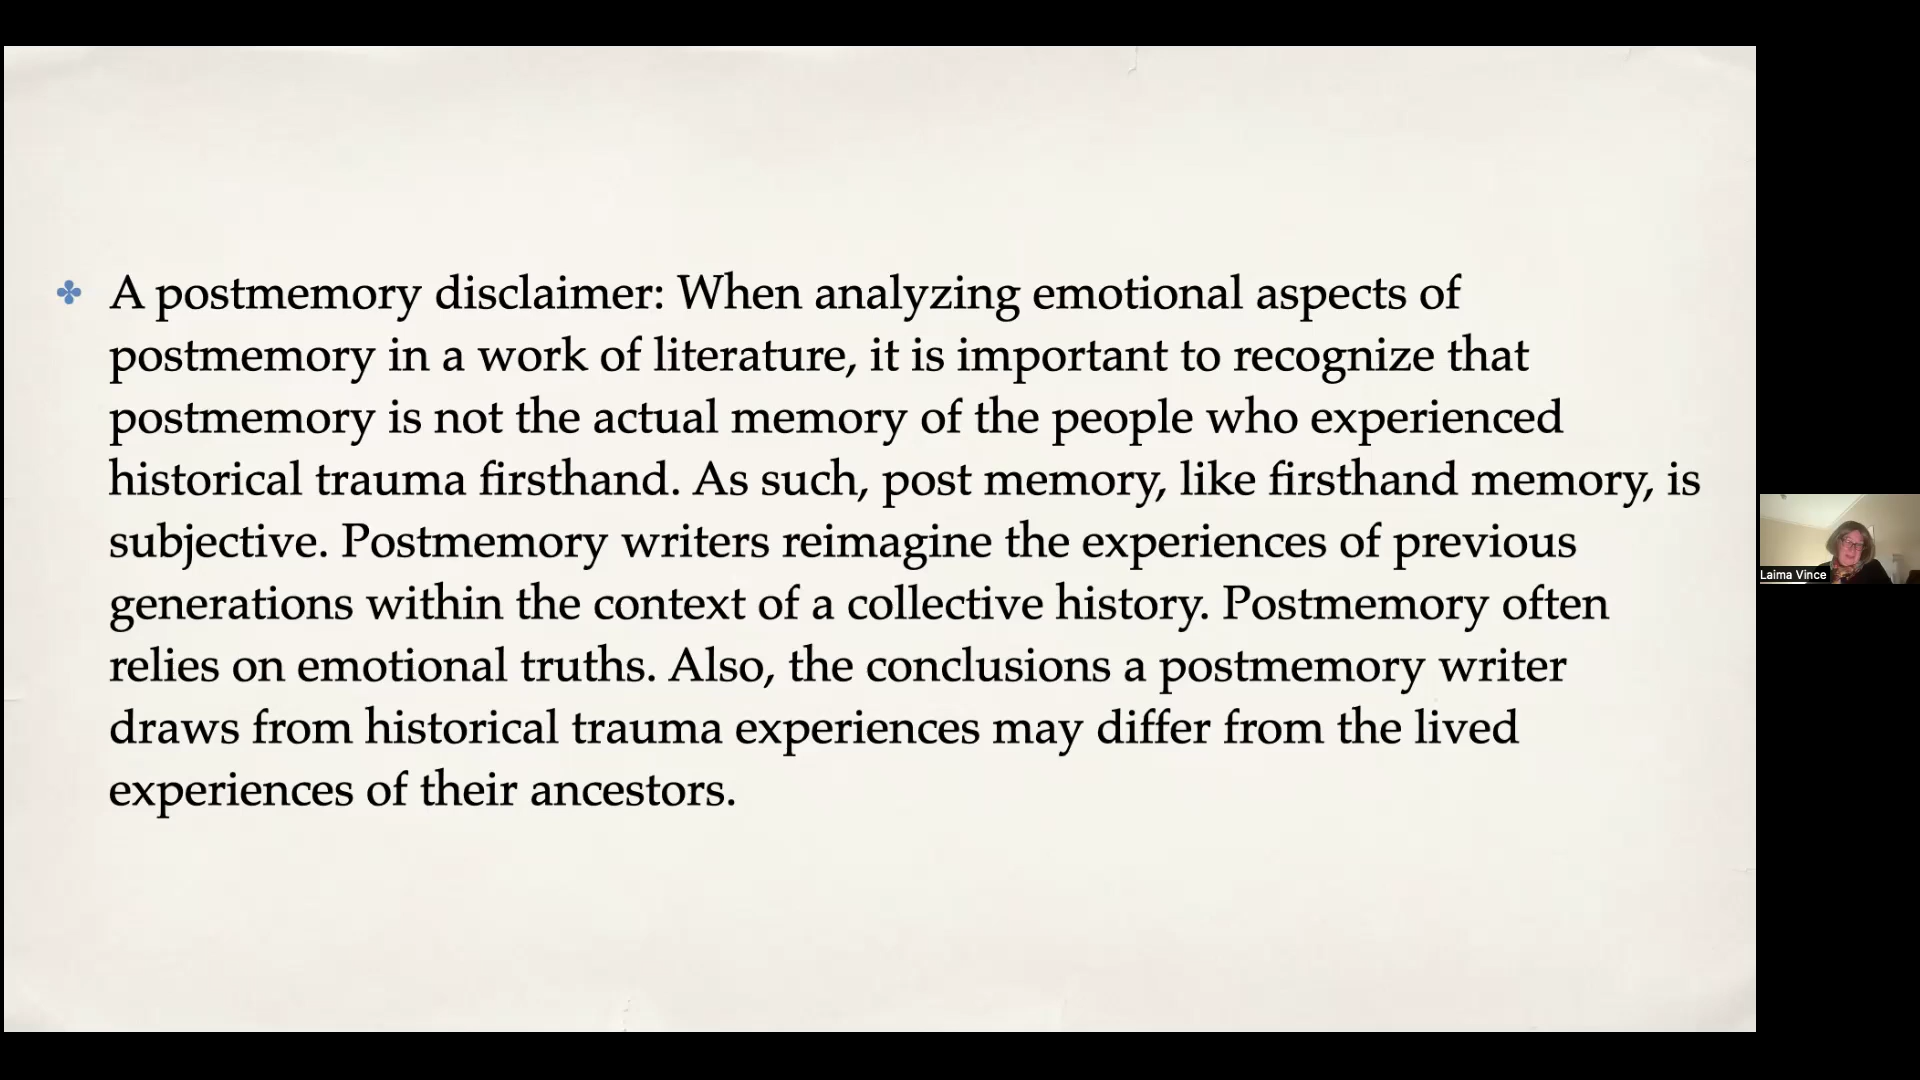 A postmemory disclaimer: When analyzing emotional aspects of
postmemory in a work of literature, it is important to recognize that
postmemory is not the actual memory of the people who experienced
historical trauma firsthand. As such, post memory, like firsthand memory, is
subjective. Postmemory writers reimagine the experiences of previous
generations within the context of a collective history. Postmemory often
relies on emotional truths. Also, the conclusions a postmemory writer
draws from historical trauma experiences may differ from the lived
experiences of their ancestors.
Laima Vince